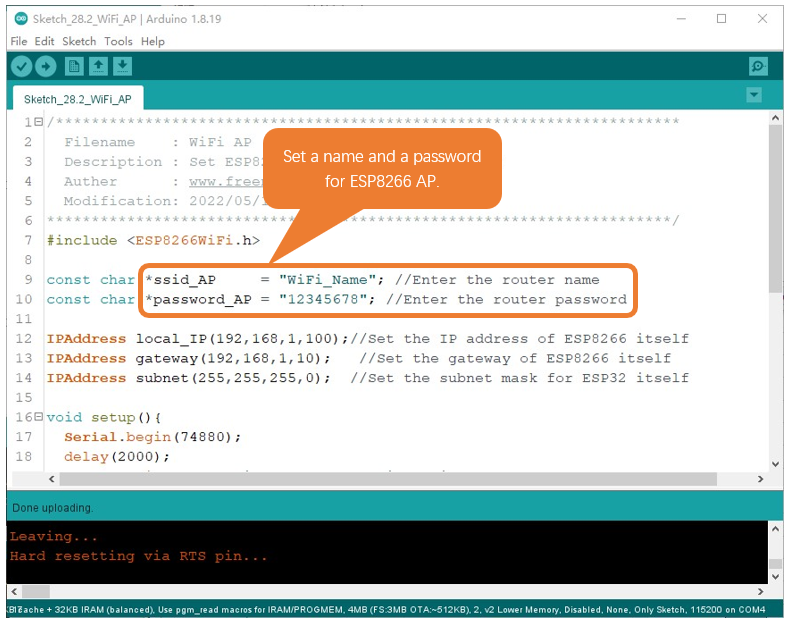 Sketch_28.2_WiFi_AP | Arduino 1.8.19
File Edit Sketch Tools Help
Sketch_28.2_WiFi_AP
1 /**********************************************************************
2 Filename : WiFi AP
3 Description : Set ESP8
4 Auther : www.free
5 Modification: 2022/05/
6 **********************************************************************/
7 #include <ESP8266WiFi.h>
8
9 const char *ssid_AP = "WiFi_Name"; //Enter the router name
10 const char *password_AP = "12345678"; //Enter the router password
11
12 IPAddress local_IP(192,168,1,100);//Set the IP address of ESP8266 itself
13 IPAddress gateway(192,168,1,10); //Set the gateway of ESP8266 itself
14 IPAddress subnet(255,255,255,0); //Set the subnet mask for ESP32 itself
15
16 void setup(){
17 Serial.begin(74880);
18 delay(2000);
Set a name and a password
for ESP8266 AP.
Done uploading.
Leaving...
Hard resetting via RTS pin...
ache + 32KB IRAM (balanced), Use pgm_read macros for IRAM/PROGMEM, 4MB (FS:3MB OTA:~512KB), 2, v2 Lower Memory, Disabled, None, Only Sketch, 115200 on COM4